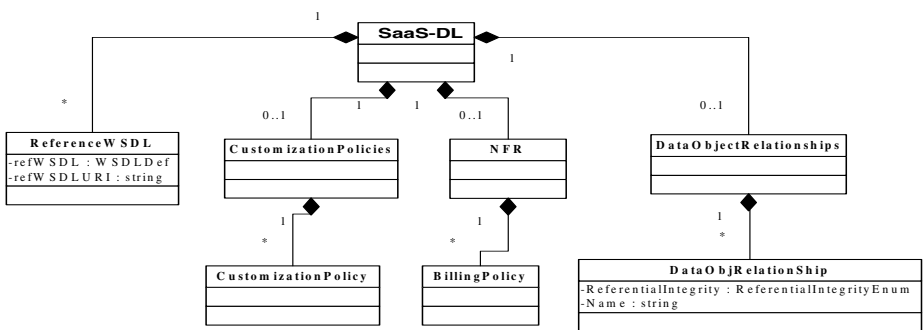 1
SaaS-DL
1
1
1
*
0..1
0..1
0..1
ReferenceWSDL
-refWSDL : WSDLDef
-refWSDLURI : string
CustomizationPolicies
NFR
DataObjectRelationships
1
1
1
*
*
*
CustomizationPolicy
BillingPolicy
DataObjRelationShip
-ReferentialIntegrity : ReferentialIntegrityEnum
-Name : string